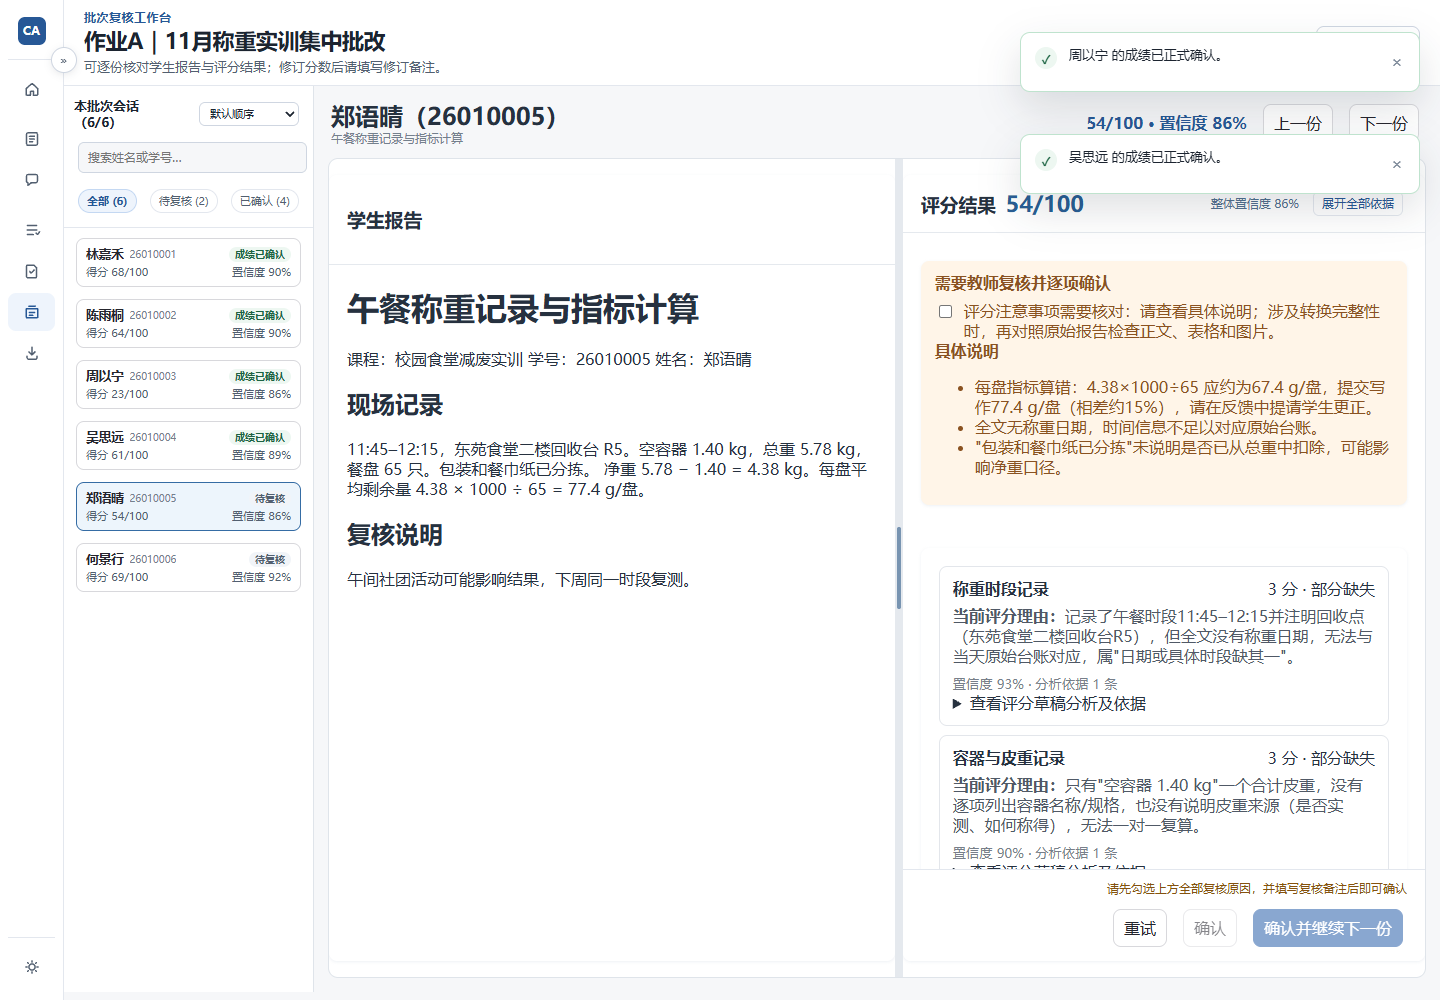 CA
»
批次复核工作台
作业A｜11月称重实训集中批改
可逐份核对学生报告与评分结果；修订分数后请填写修订备注。
周以宁 的成绩已正式确认。
×
吴思远 的成绩已正式确认。
×
本批次会话
（6/6）
默认顺序
搜索姓名或学号...
全部 (6)
待复核 (2)
已确认 (4)
林嘉禾 26010001 成绩已确认
得分 68/100 置信度 90%
陈雨桐 26010002 成绩已确认
得分 64/100 置信度 90%
周以宁 26010003 成绩已确认
得分 23/100 置信度 86%
吴思远 26010004 成绩已确认
得分 61/100 置信度 89%
郑语晴 26010005 待复核
得分 54/100 置信度 86%
何景行 26010006 待复核
得分 69/100 置信度 92%
郑语晴（26010005）
午餐称重记录与指标计算
54/100 • 置信度 86%
上一份
下一份
学生报告
午餐称重记录与指标计算
课程：校园食堂减废实训 学号：26010005 姓名：郑语晴
现场记录
11:45–12:15，东苑食堂二楼回收台 R5。空容器 1.40 kg，总重 5.78 kg，
餐盘 65 只。包装和餐巾纸已分拣。 净重 5.78 − 1.40 = 4.38 kg。每盘平
均剩余量 4.38 × 1000 ÷ 65 = 77.4 g/盘。
复核说明
午间社团活动可能影响结果，下周同一时段复测。
评分结果 54/100
整体置信度 86%
展开全部依据
需要教师复核并逐项确认
评分注意事项需要核对：请查看具体说明；涉及转换完整性
时，再对照原始报告检查正文、表格和图片。
具体说明
• 每盘指标算错：4.38×1000÷65 应约为67.4 g/盘，提交写
作77.4 g/盘（相差约15%），请在反馈中提请学生更正。
• 全文无称重日期，时间信息不足以对应原始台账。
• "包装和餐巾纸已分拣"未说明是否已从总重中扣除，可能影
响净重口径。
称重时段记录 3 分 · 部分缺失
当前评分理由：记录了午餐时段11:45–12:15并注明回收点
（东苑食堂二楼回收台R5），但全文没有称重日期，无法与
当天原始台账对应，属"日期或具体时段缺其一"。
置信度 93% · 分析依据 1 条
▶ 查看评分草稿分析及依据
容器与皮重记录 3 分 · 部分缺失
当前评分理由：只有"空容器 1.40 kg"一个合计皮重，没有
逐项列出容器名称/规格，也没有说明皮重来源（是否实
测、如何称得），无法一对一复算。
置信度 90% · 分析依据 1 条
请先勾选上方全部复核原因，并填写复核备注后即可确认
重试
确认
确认并继续下一份